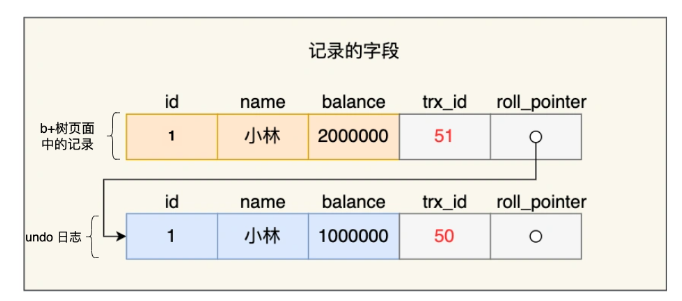 记录的字段
id name balance trx_id roll_pointer
b+树页面
中的记录
1 小林 2000000 51
id name balance trx_id roll_pointer
undo 日志
1 小林 1000000 50